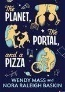 The PLANET,
The PORTAL,
and a
PIZZA
WENDY MASS
AND
NORA RALEIGH BASKIN